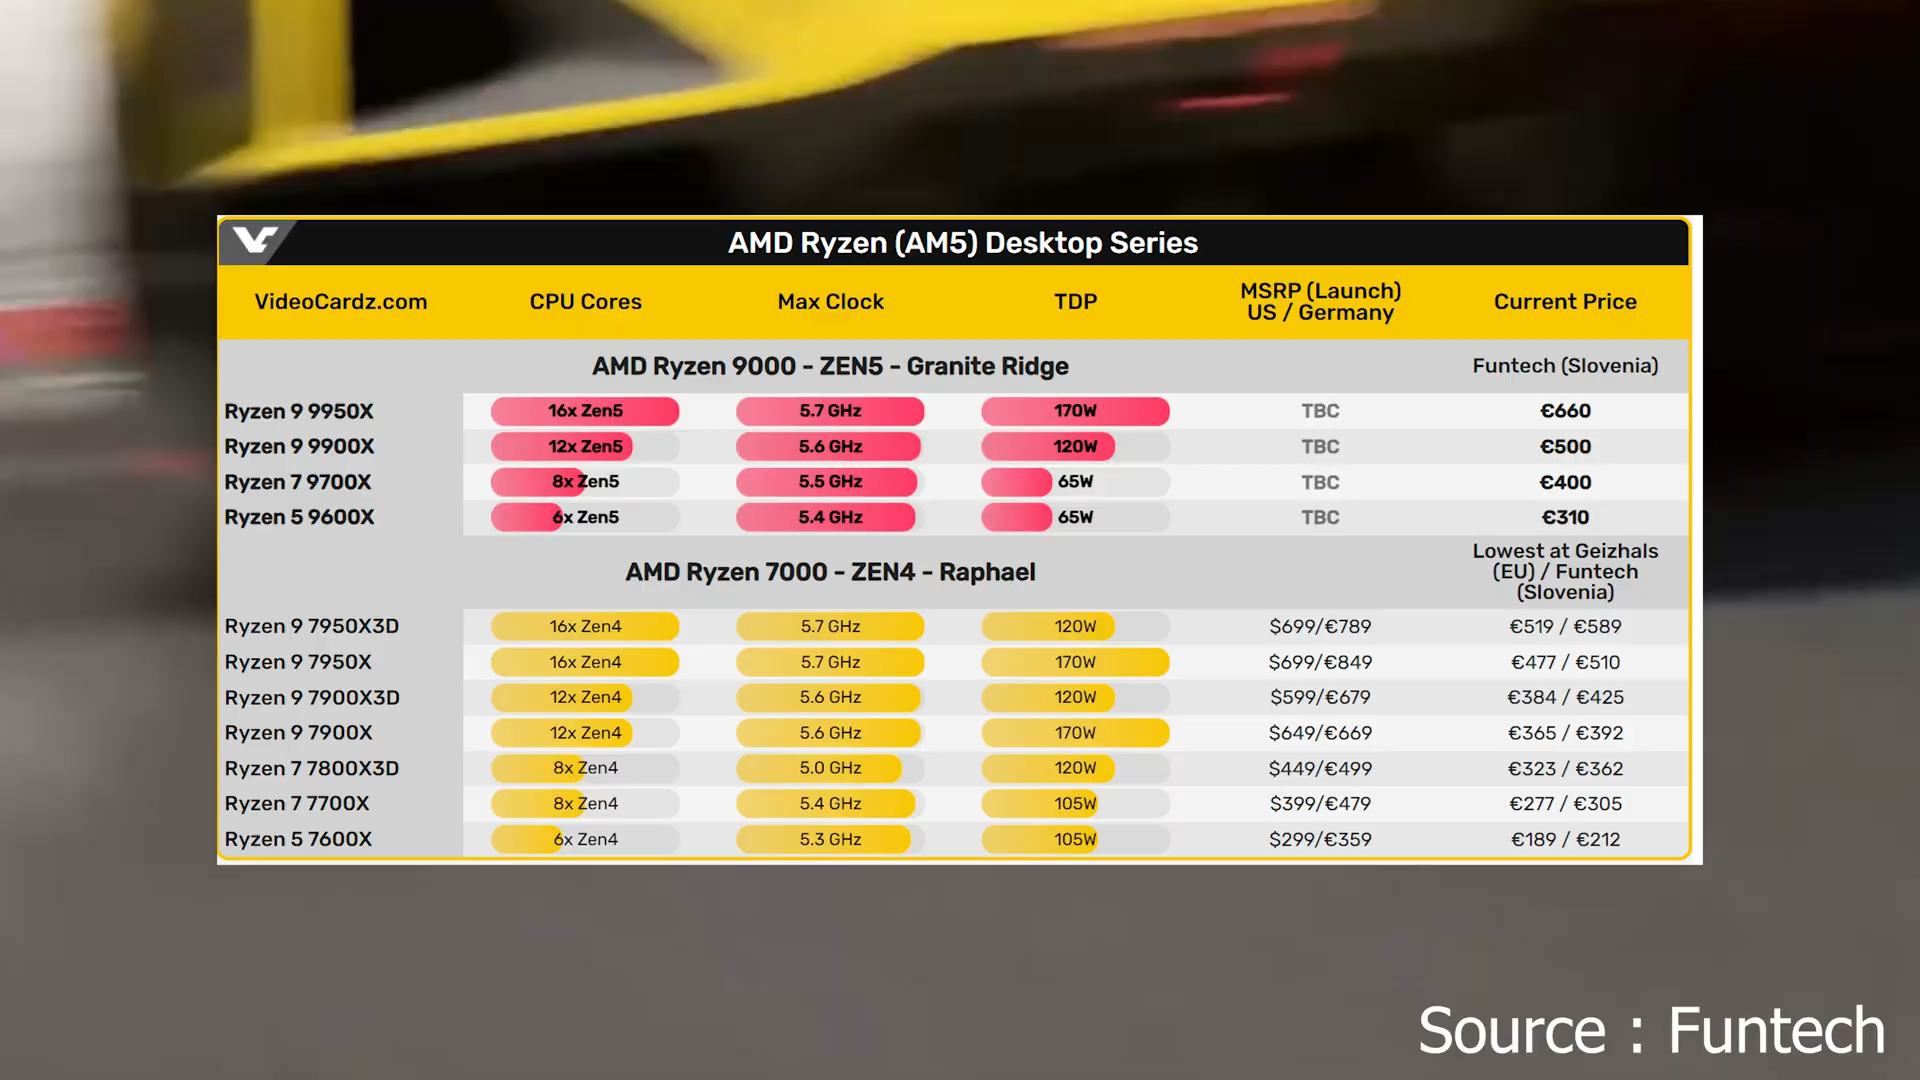 AMD Ryzen (AM5) Desktop Series
VideoCardz.com CPU Cores Max Clock TDP MSRP (Launch) US / Germany Current Price
AMD Ryzen 9000 - ZEN5 - Granite Ridge Funtech (Slovenia)
Ryzen 9 9950X 16x Zen5 5.7 GHz 170W TBC €660
Ryzen 9 9900X 12x Zen5 5.6 GHz 120W TBC €500
Ryzen 7 9700X 8x Zen5 5.5 GHz 65W TBC €400
Ryzen 5 9600X 6x Zen5 5.4 GHz 65W TBC €310
AMD Ryzen 7000 - ZEN4 - Raphael Lowest at Geizhals (EU) / Funtech (Slovenia)
Ryzen 9 7950X3D 16x Zen4 5.7 GHz 120W $699/€789 €519 / €589
Ryzen 9 7950X 16x Zen4 5.7 GHz 170W $699/€849 €477 / €510
Ryzen 9 7900X3D 12x Zen4 5.6 GHz 120W $599/€679 €384 / €425
Ryzen 9 7900X 12x Zen4 5.6 GHz 170W $649/€669 €365 / €392
Ryzen 7 7800X3D 8x Zen4 5.0 GHz 120W $449/€499 €323 / €362
Ryzen 7 7700X 8x Zen4 5.4 GHz 105W $399/€479 €277 / €305
Ryzen 5 7600X 6x Zen4 5.3 GHz 105W $299/€359 €189 / €212
Source : Funtech